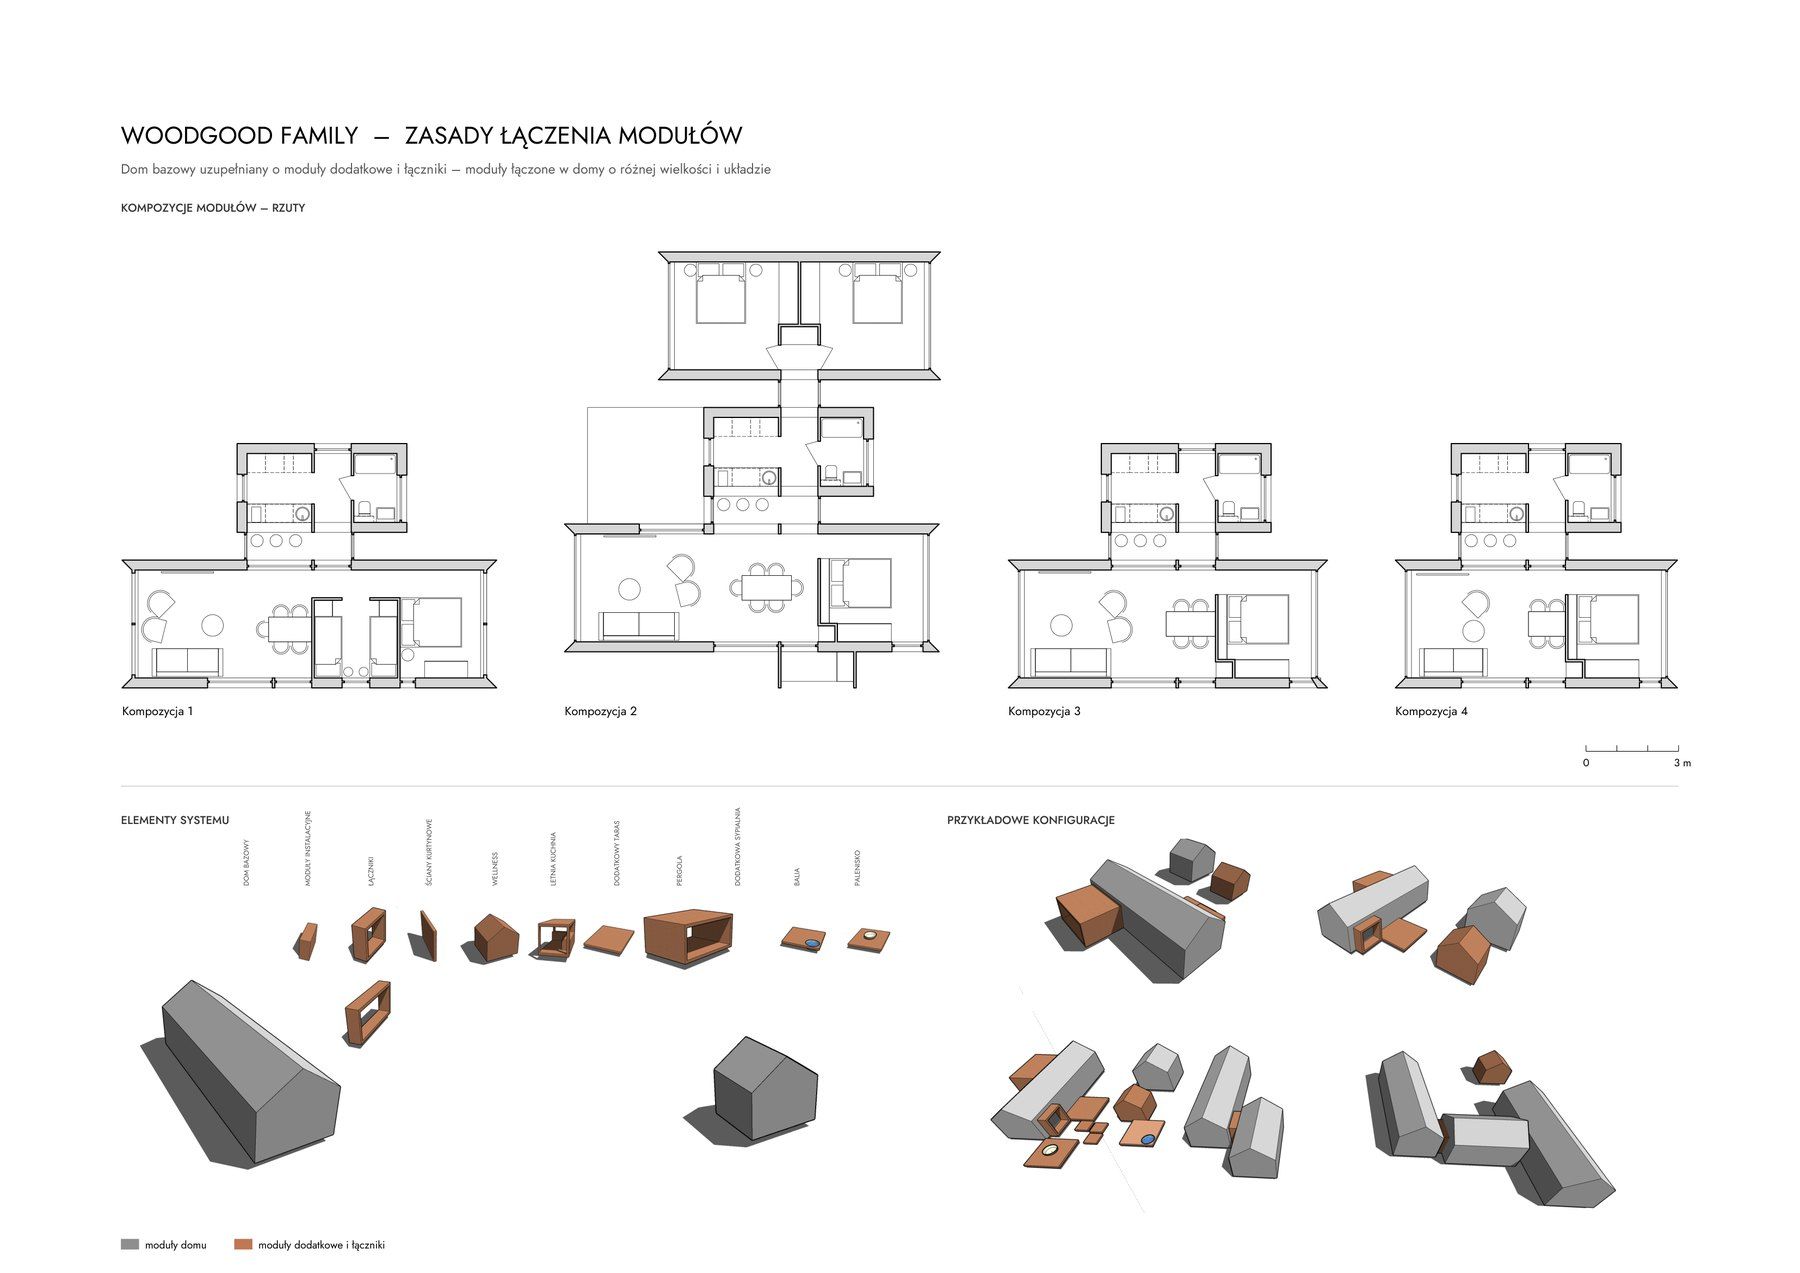 WOODGOOD FAMILY – ZASADY ŁĄCZENIA MODUŁÓW
Dom bazowy uzupełniany o moduły dodatkowe i łączniki – moduły łączone w domy o różnej wielkości i układzie
KOMPOZYCJE MODUŁÓW – RZUTY
Kompozycja 1
Kompozycja 2
Kompozycja 3
Kompozycja 4
0
3 m
ELEMENTY SYSTEMU
DOM BAZOWY
MODUŁY INSTALACYJNE
ŁĄCZNIKI
ŚCIANY KURTYNOWE
WELLNESS
LETNIA KUCHNIA
DODATKOWY TARAS
PERGOLA
DODATKOWA SYPIALNIA
BALIA
PALENISKO
PRZYKŁADOWE KONFIGURACJE
moduły domu
moduły dodatkowe i łączniki